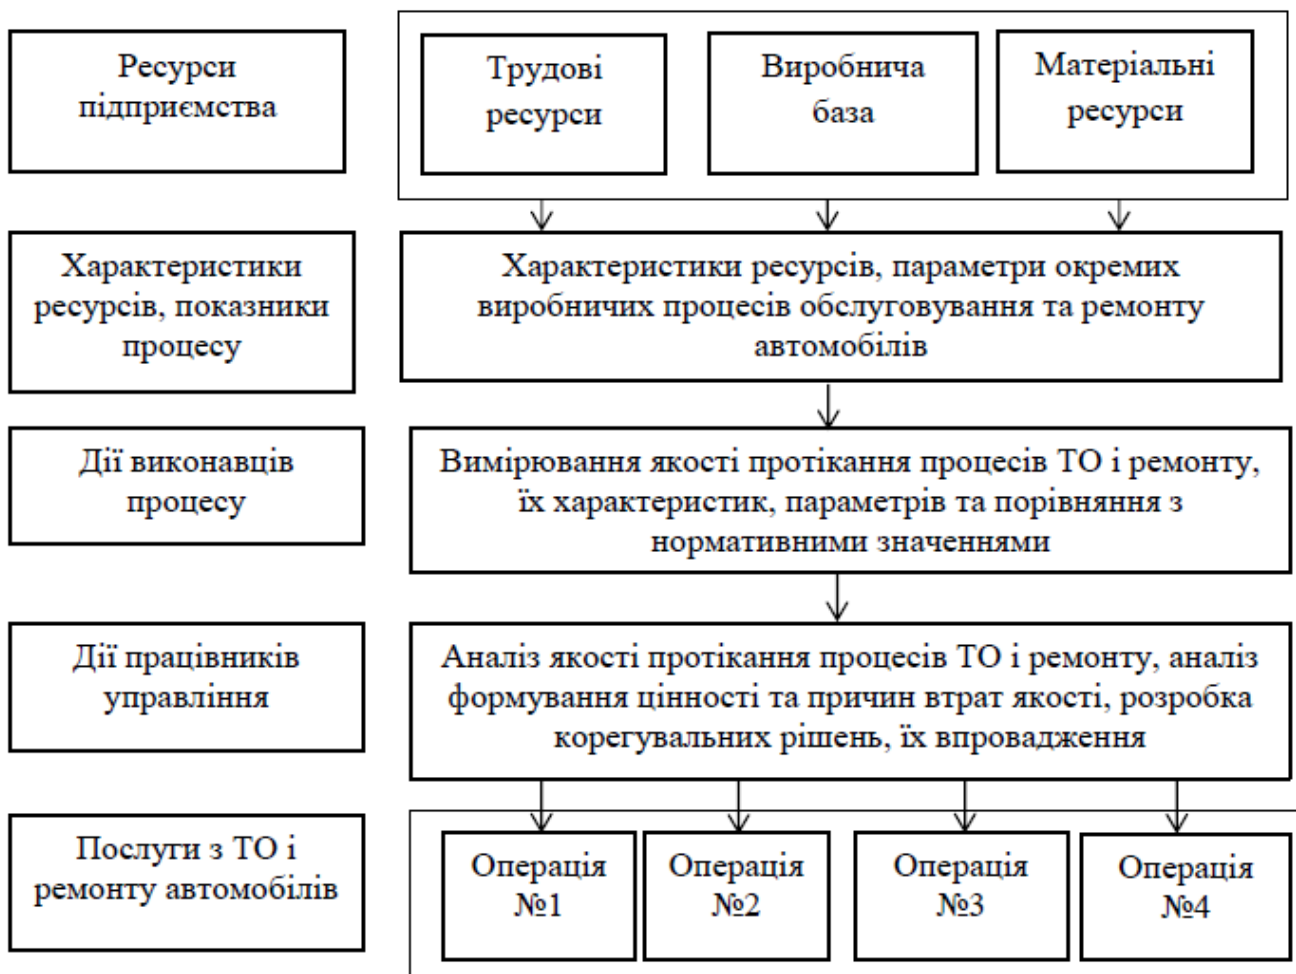 Ресурси
підприємства
Трудові
ресурси
Виробнича
база
Матеріальні
ресурси
Характеристики
ресурсів, показники
процесу
Характеристики ресурсів, параметри окремих
виробничих процесів обслуговування та ремонту
автомобілів
Дії виконавців
процесу
Вимірювання якості протікання процесів ТО і ремонту,
їх характеристик, параметрів та порівняння з
нормативними значеннями
Дії працівників
управління
Аналіз якості протікання процесів ТО і ремонту, аналіз
формування цінності та причин втрат якості, розробка
корегувальних рішень, їх впровадження
Послуги з ТО і
ремонту автомобілів
Операція
№1
Операція
№2
Операція
№3
Операція
№4